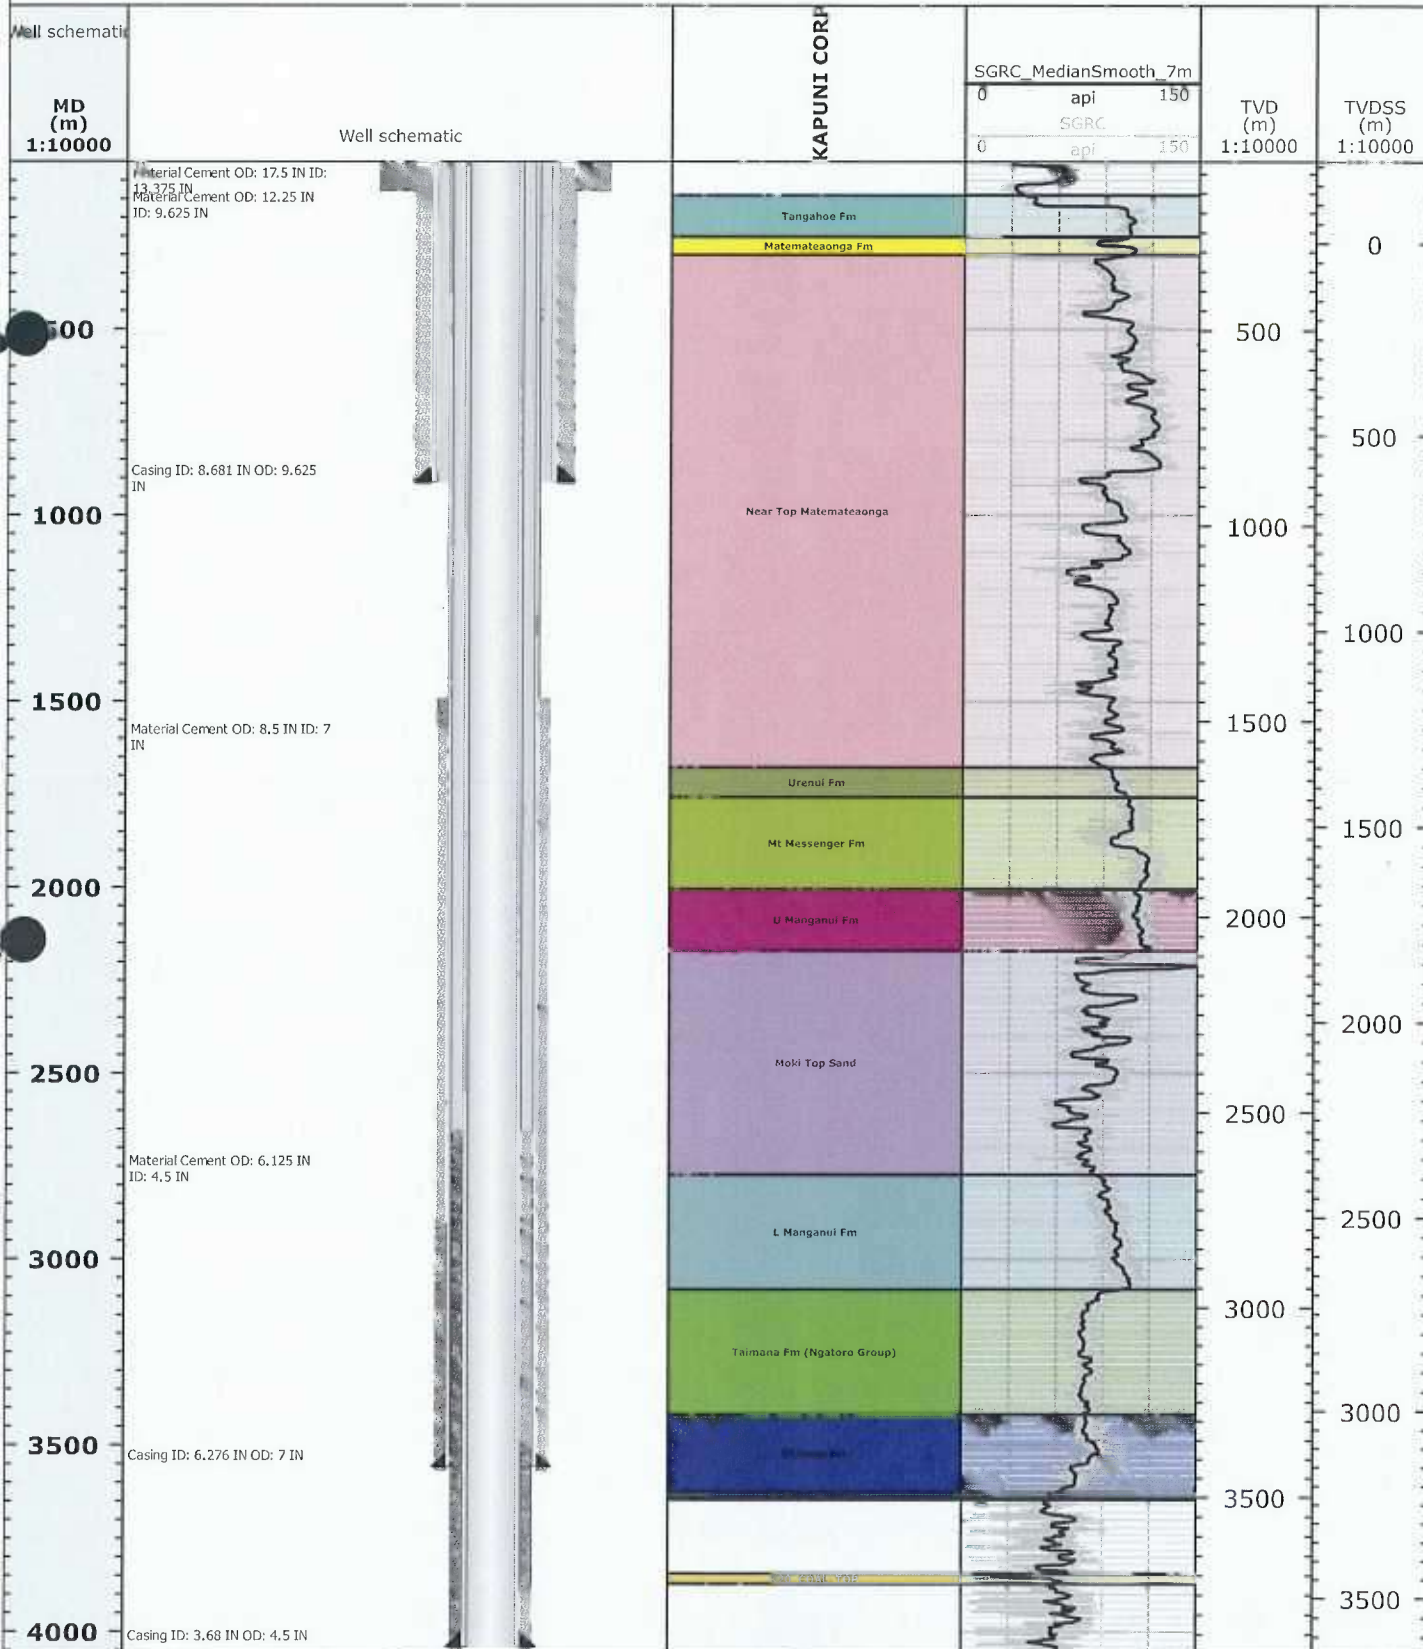 Well schematic
MD
(m)
1:10000
Well schematic
KAPUNI CORP
SGRC_MedianSmooth_7m
0 api 150
SGRC
0 api 150
TVD
(m)
1:10000
TVDSS
(m)
1:10000
Material Cement OD: 17.5 IN ID:
13.375 IN
Material Cement OD: 12.25 IN
ID: 9.625 IN
Tangahoe Fm
Matemateaonga Fm
0
500
500
Casing ID: 8.681 IN OD: 9.625
IN
500
1000
Near Top Matemateaonga
1000
1000
1500
Material Cement OD: 8.5 IN ID: 7
IN
1500
Urenui Fm
Mt Messenger Fm
1500
2000
U Manganui Fm
2000
2000
2500
Moki Top Sand
2500
Material Cement OD: 6.125 IN
ID: 4.5 IN
L Manganui Fm
2500
3000
3000
Taimana Fm (Ngatoro Group)
3000
3500
Casing ID: 6.276 IN OD: 7 IN
3500
3500
4000
Casing ID: 3.68 IN OD: 4.5 IN